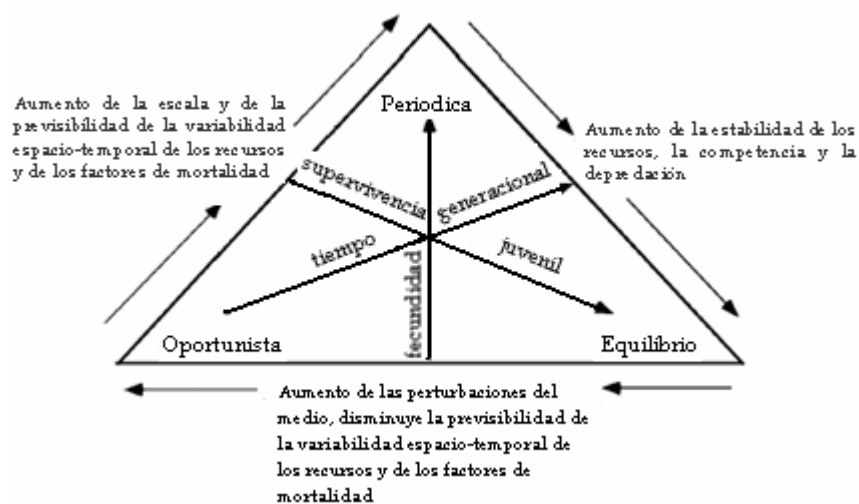 Periodica
Aumento de la escala y de la
previsibilidad de la variabilidad
espacio-temporal de los recursos
y de los factores de mortalidad
Aumento de la estabilidad de los
recursos, la competencia y la
depredación
supervivencia
generacional
tiempo
juvenil
fecundidad
Oportunista
Equilibrio
Aumento de las perturbaciones del
medio, disminuye la previsibilidad de
la variabilidad espacio-temporal de
los recursos y de los factores de
mortalidad